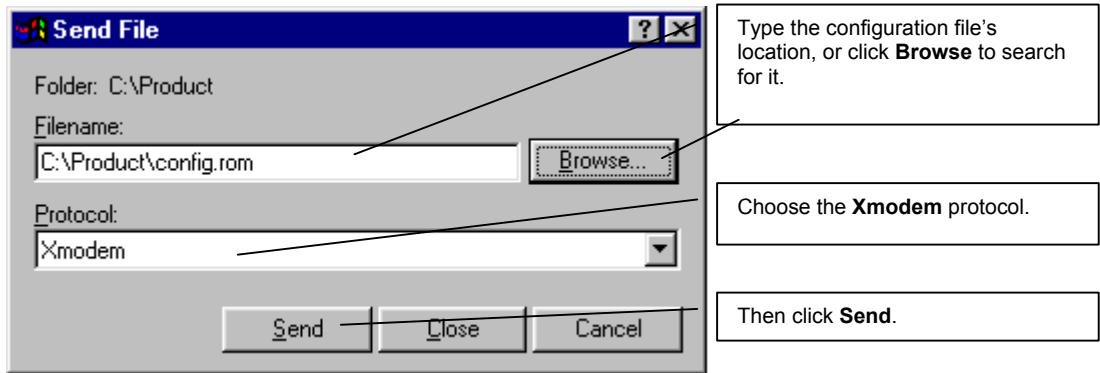 Send File
Folder: C:\Product
Filename:
C:\Product\config.rom
Browse...
Protocol:
Xmodem
Send
Close
Cancel
Type the configuration file’s
location, or click Browse to search
for it.
Choose the Xmodem protocol.
Then click Send.